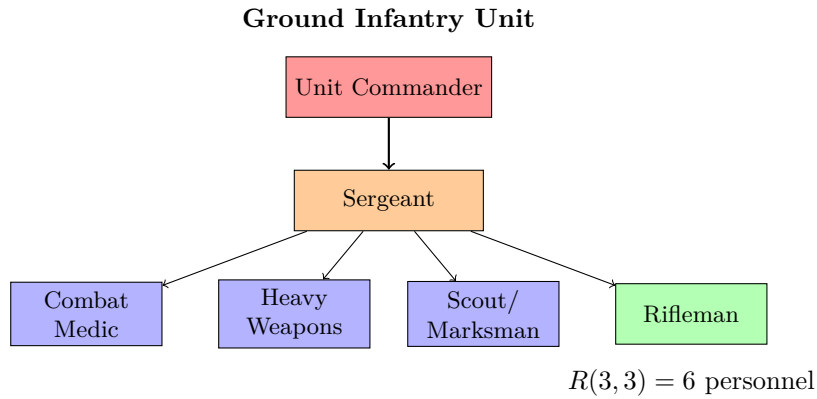 Ground Infantry Unit
Unit Commander
Sergeant
Combat
Medic
Heavy
Weapons
Scout/
Marksman
Rifleman
R(3, 3) = 6 personnel